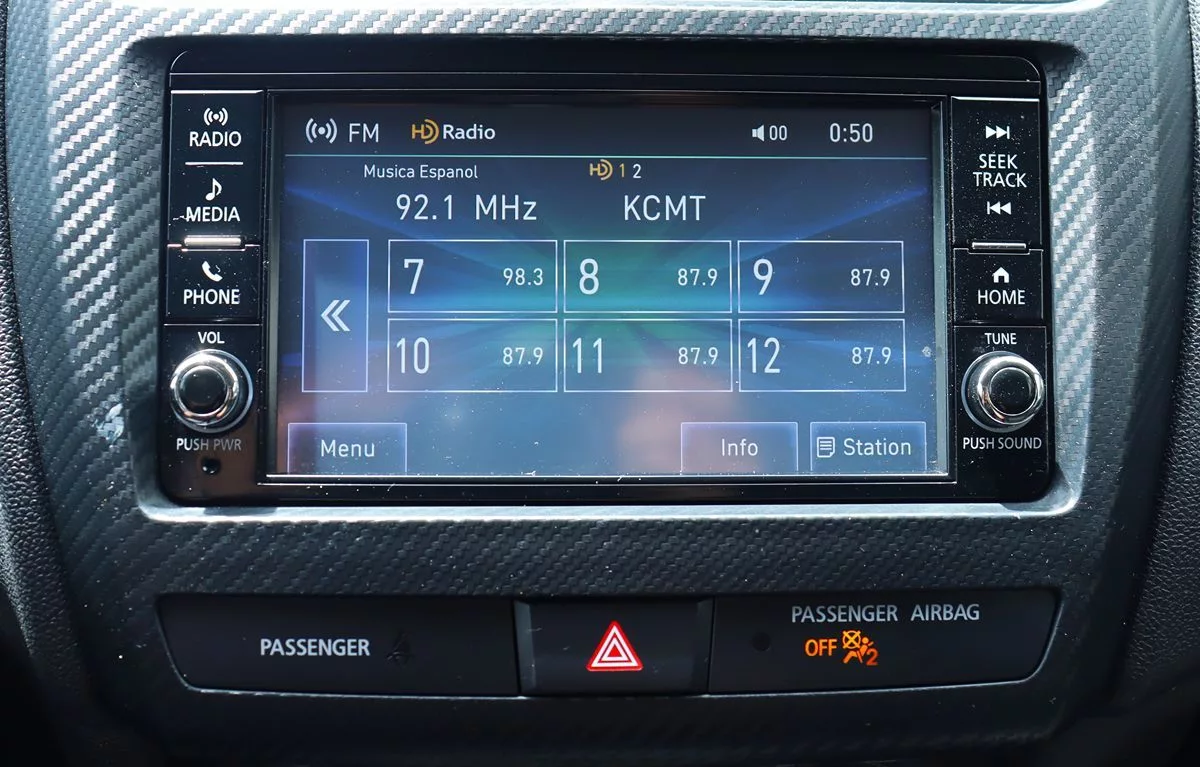 RADIO
MEDIA
PHONE
VOL
PUSH PWR
FM HD Radio 00 0:50
Musica Espanol HD 1 2
92.1 MHz KCMT
7 98.3 8 87.9 9 87.9
10 87.9 11 87.9 12 87.9
Menu Info Station
SEEK
TRACK
HOME
TUNE
PUSH SOUND
PASSENGER
PASSENGER AIRBAG
OFF 2